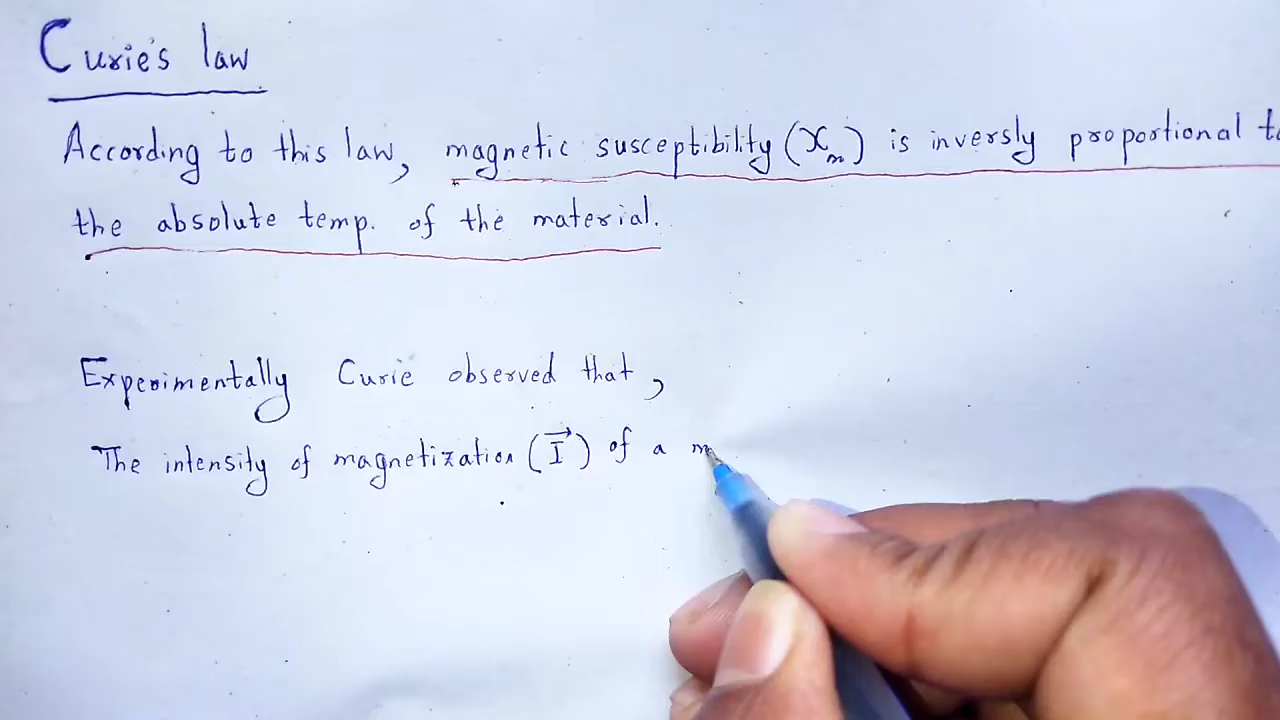 Curie's law
According to this law, magnetic susceptibility (χm) is inversly proportional to
the absolute temp. of the material.
Experimentally Curie observed that,
The intensity of magnetization (I⃗) of a m